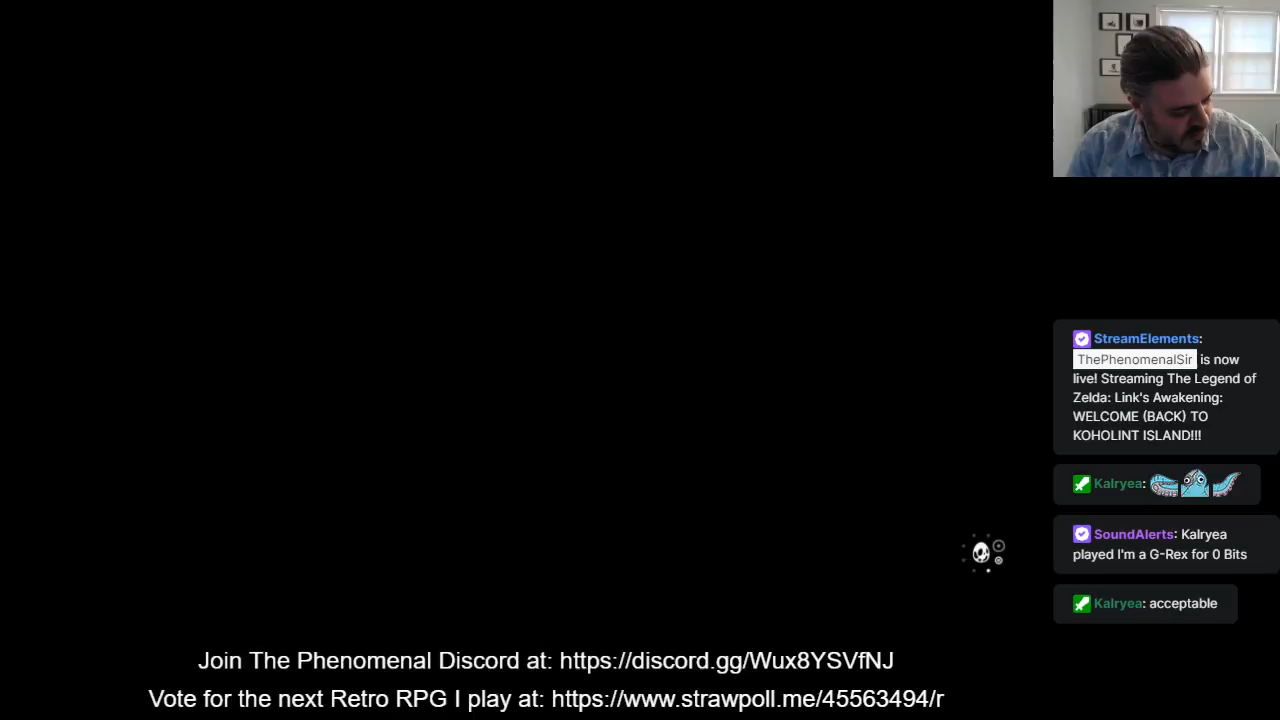 StreamElements:
ThePhenomenalSir is now
live! Streaming The Legend of
Zelda: Link's Awakening:
WELCOME (BACK) TO
KOHOLINT ISLAND!!!
Kalryea:
SoundAlerts: Kalryea
played I'm a G-Rex for 0 Bits
Kalryea: acceptable
Join The Phenomenal Discord at: https://discord.gg/Wux8YSVfNJ
Vote for the next Retro RPG I play at: https://www.strawpoll.me/45563494/r